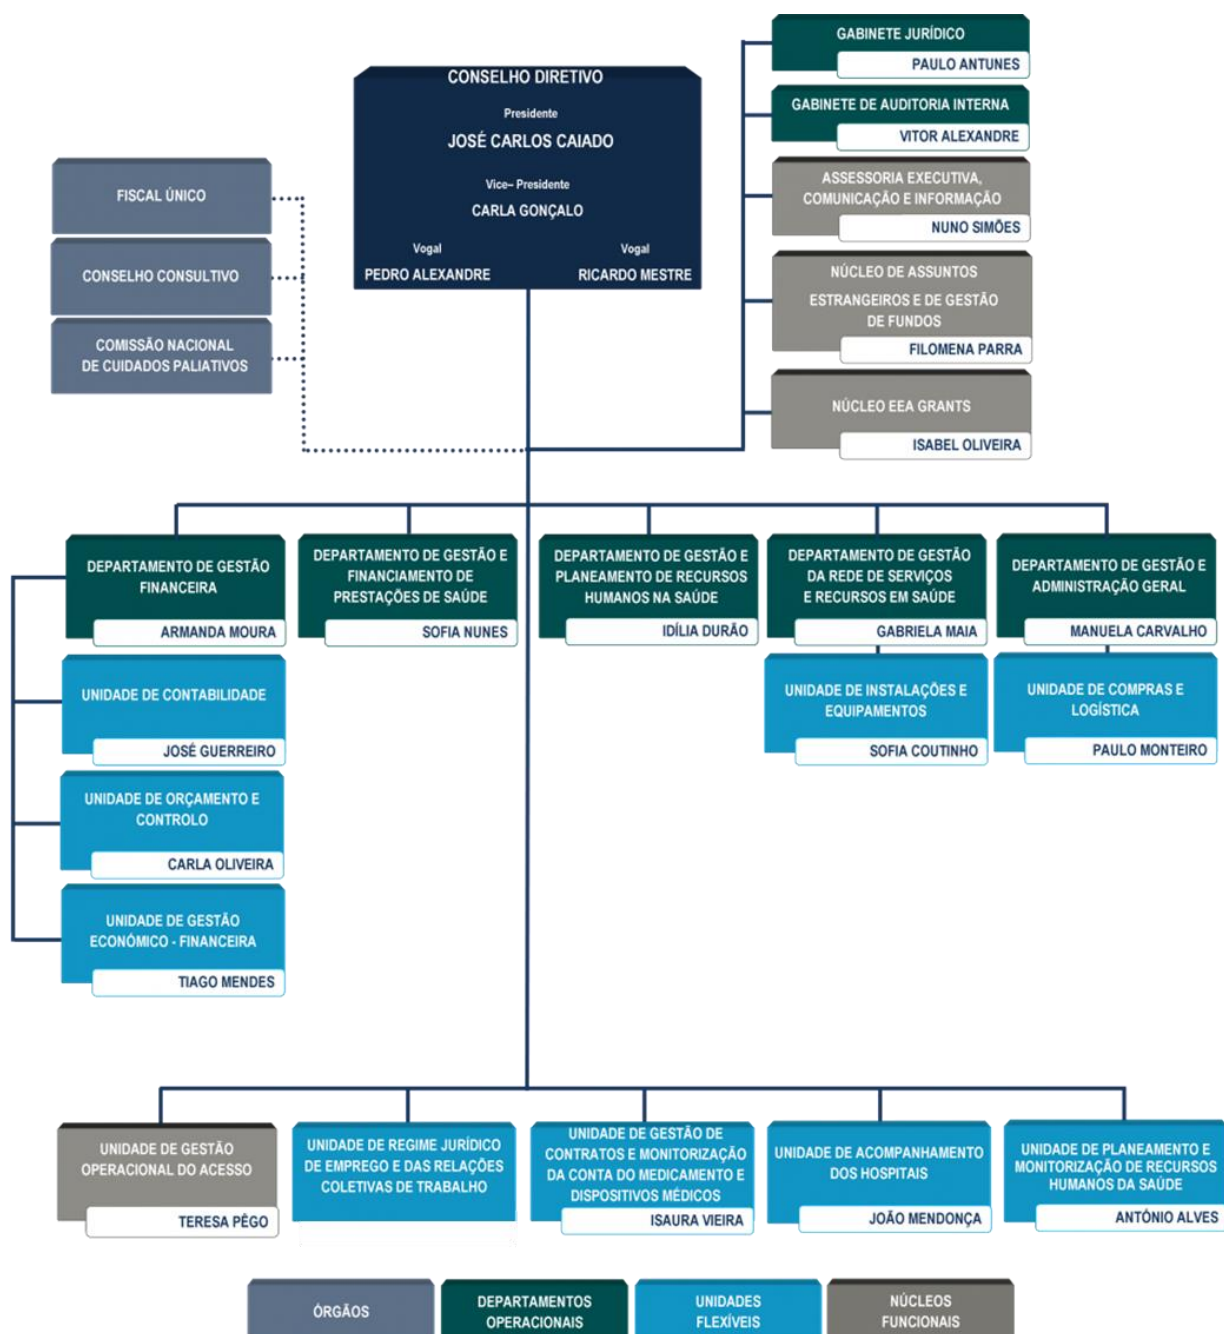 CONSELHO DIRETIVO
Presidente
JOSÉ CARLOS CAIADO
Vice– Presidente
CARLA GONÇALO
Vogal
PEDRO ALEXANDRE
Vogal
RICARDO MESTRE
GABINETE JURÍDICO
PAULO ANTUNES
GABINETE DE AUDITORIA INTERNA
VITOR ALEXANDRE
ASSESSORIA EXECUTIVA,
COMUNICAÇÃO E INFORMAÇÃO
NUNO SIMÕES
NÚCLEO DE ASSUNTOS
ESTRANGEIROS E DE GESTÃO
DE FUNDOS
FILOMENA PARRA
NÚCLEO EEA GRANTS
ISABEL OLIVEIRA
FISCAL ÚNICO
CONSELHO CONSULTIVO
COMISSÃO NACIONAL
DE CUIDADOS PALIATIVOS
DEPARTAMENTO DE GESTÃO
FINANCEIRA
ARMANDA MOURA
DEPARTAMENTO DE GESTÃO E
FINANCIAMENTO DE
PRESTAÇÕES DE SAÚDE
SOFIA NUNES
DEPARTAMENTO DE GESTÃO E
PLANEAMENTO DE RECURSOS
HUMANOS NA SAÚDE
IDÍLIA DURÃO
DEPARTAMENTO DE GESTÃO
DA REDE DE SERVIÇOS
E RECURSOS EM SAÚDE
GABRIELA MAIA
DEPARTAMENTO DE GESTÃO E
ADMINISTRAÇÃO GERAL
MANUELA CARVALHO
UNIDADE DE CONTABILIDADE
JOSÉ GUERREIRO
UNIDADE DE INSTALAÇÕES E
EQUIPAMENTOS
SOFIA COUTINHO
UNIDADE DE COMPRAS E
LOGÍSTICA
PAULO MONTEIRO
UNIDADE DE ORÇAMENTO E
CONTROLO
CARLA OLIVEIRA
UNIDADE DE GESTÃO
ECONÓMICO - FINANCEIRA
TIAGO MENDES
UNIDADE DE GESTÃO
OPERACIONAL DO ACESSO
TERESA PÊGO
UNIDADE DE REGIME JURÍDICO
DE EMPREGO E DAS RELAÇÕES
COLETIVAS DE TRABALHO
UNIDADE DE GESTÃO DE
CONTRATOS E MONITORIZAÇÃO
DA CONTA DO MEDICAMENTO E
DISPOSITIVOS MÉDICOS
ISAURA VIEIRA
UNIDADE DE ACOMPANHAMENTO
DOS HOSPITAIS
JOÃO MENDONÇA
UNIDADE DE PLANEAMENTO E
MONITORIZAÇÃO DE RECURSOS
HUMANOS DA SAÚDE
ANTÓNIO ALVES
ÓRGÃOS
DEPARTAMENTOS
OPERACIONAIS
UNIDADES
FLEXÍVEIS
NÚCLEOS
FUNCIONAIS